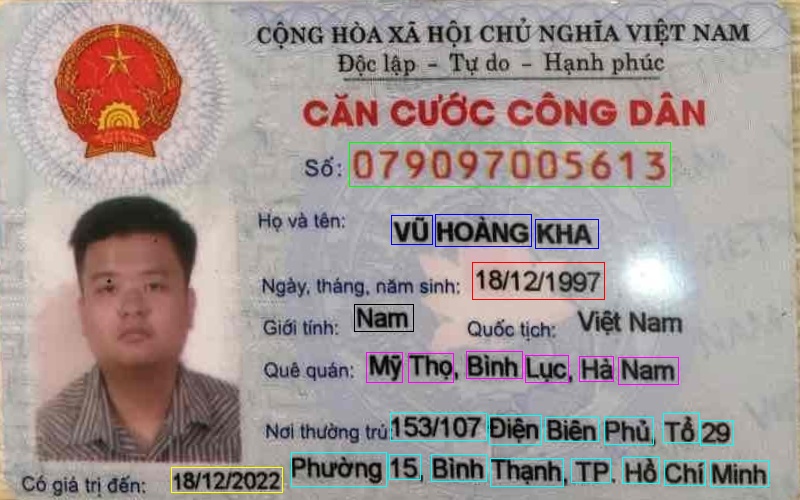 CỘNG HÒA XÃ HỘI CHỦ NGHĨA VIỆT NAM
Độc lập - Tự do - Hạnh phúc
CĂN CƯỚC CÔNG DÂN
Số: 079097005613
Họ và tên: VŨ HOÀNG KHA
Ngày, tháng, năm sinh: 18/12/1997
Giới tính: Nam Quốc tịch: Việt Nam
Quê quán: Mỹ Thọ, Bình Lục, Hà Nam
Nơi thường trú: 153/107 Điện Biên Phủ, Tổ 29
Phường 15, Bình Thạnh, TP. Hồ Chí Minh
Có giá trị đến: 18/12/2022